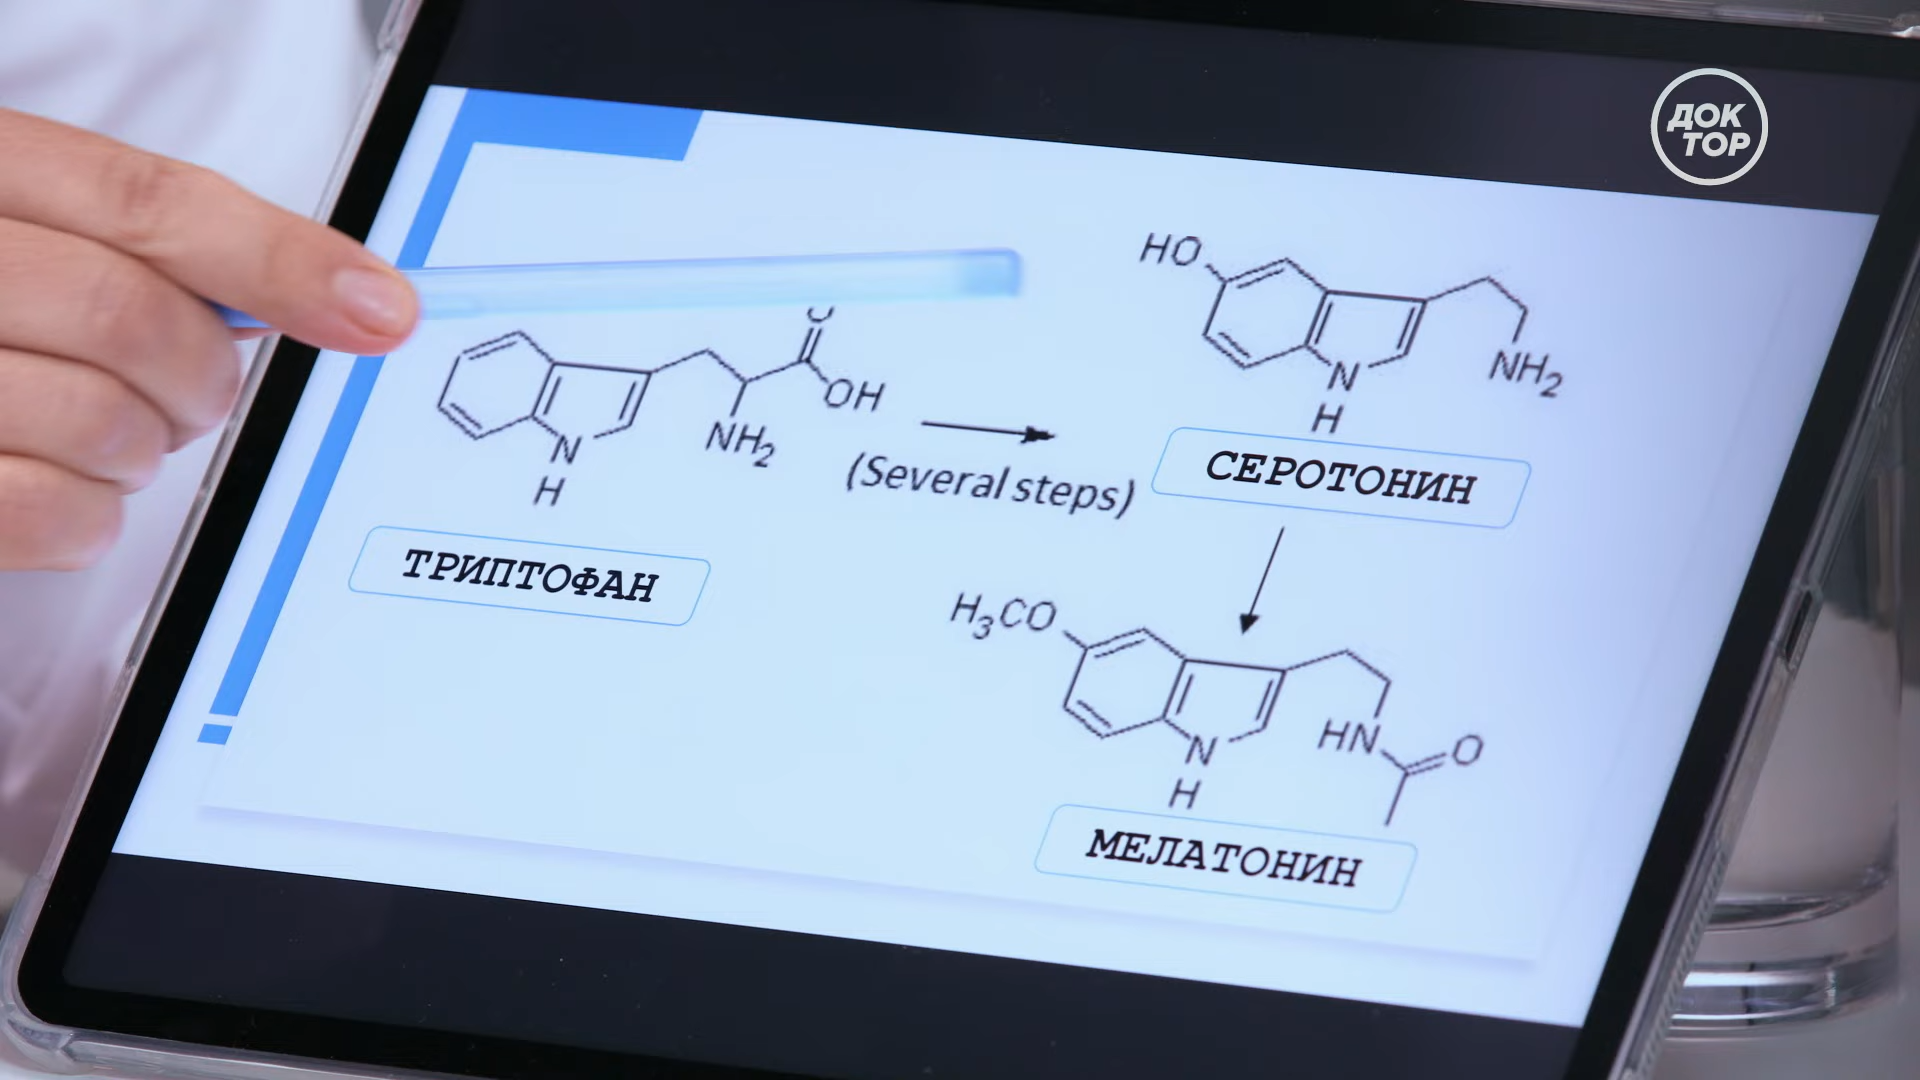 ДОК
ТОР
HO
NH2
N
H
OH
NH2
N
H
(Several steps)
СЕРОТОНИН
ТРИПТОФАН
H3CO
HN
O
N
H
МЕЛАТОНИН